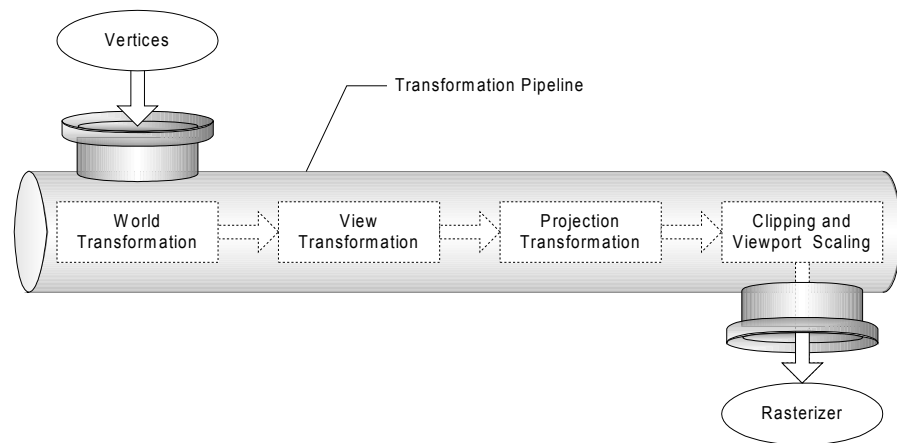 Vertices
Transformation Pipeline
World
Transformation
View
Transformation
Projection
Transformation
Clipping and
Viewport Scaling
Rasterizer